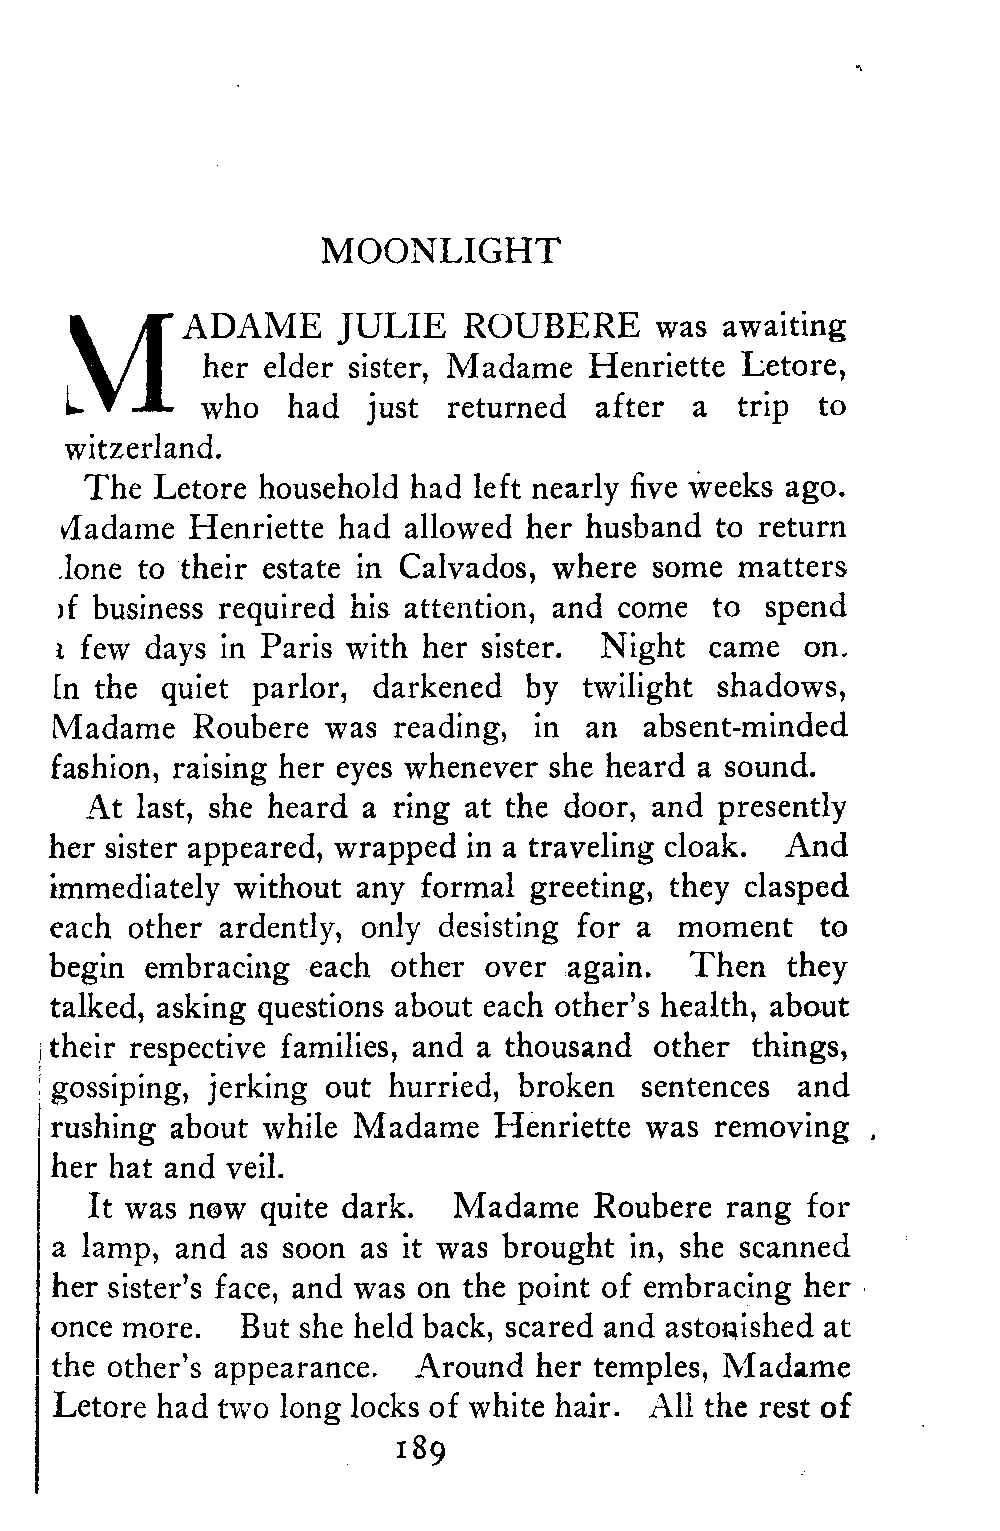 MOONLIGHT
MADAME JULIE ROUBERE was awaiting
her elder sister, Madame Henriette Letore,
who had just returned after a trip to
witzerland.
The Letore household had left nearly five weeks ago.
Madame Henriette had allowed her husband to return
lone to their estate in Calvados, where some matters
of business required his attention, and come to spend
a few days in Paris with her sister. Night came on.
In the quiet parlor, darkened by twilight shadows,
Madame Roubere was reading, in an absent-minded
fashion, raising her eyes whenever she heard a sound.
At last, she heard a ring at the door, and presently
her sister appeared, wrapped in a traveling cloak. And
immediately without any formal greeting, they clasped
each other ardently, only desisting for a moment to
begin embracing each other over again. Then they
talked, asking questions about each other's health, about
their respective families, and a thousand other things,
gossiping, jerking out hurried, broken sentences and
rushing about while Madame Henriette was removing
her hat and veil.
It was now quite dark. Madame Roubere rang for
a lamp, and as soon as it was brought in, she scanned
her sister's face, and was on the point of embracing her
once more. But she held back, scared and astonished at
the other's appearance. Around her temples, Madame
Letore had two long locks of white hair. All the rest of
189